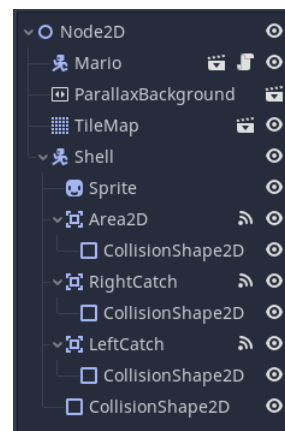 Node2D
Mario
ParallaxBackground
TileMap
Shell
Sprite
Area2D
CollisionShape2D
RightCatch
CollisionShape2D
LeftCatch
CollisionShape2D
CollisionShape2D